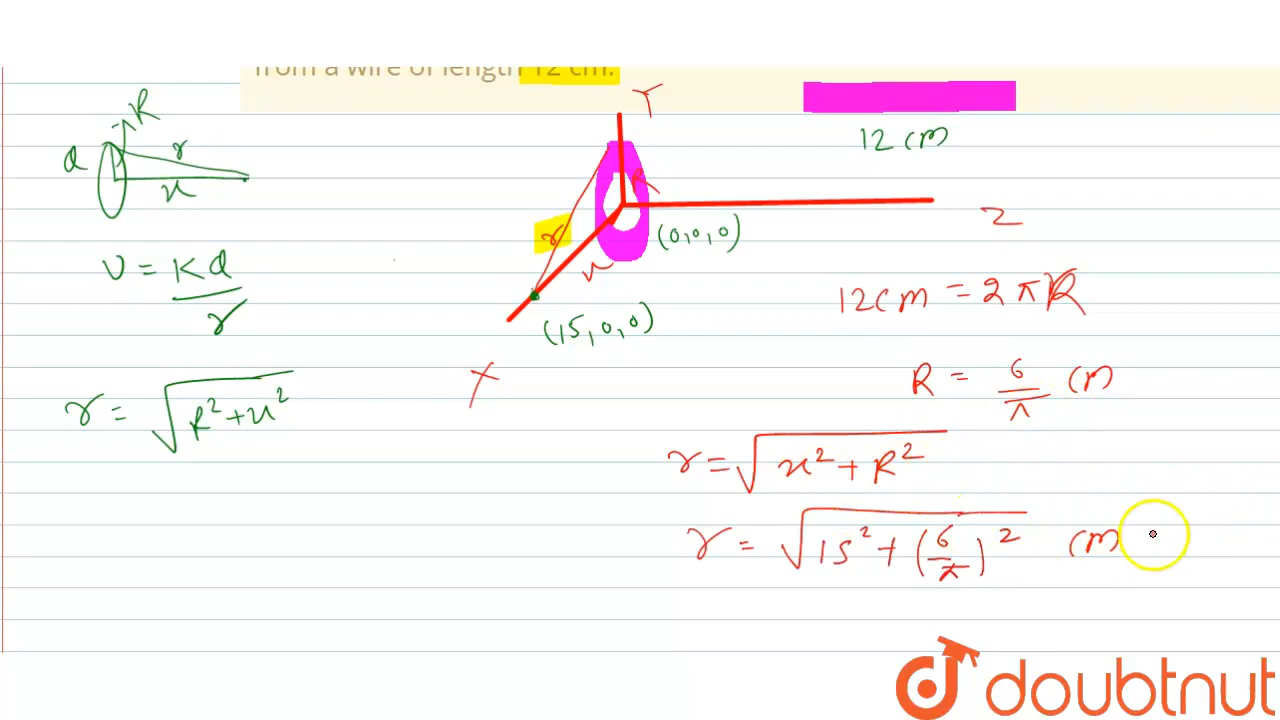 from a wire of length 12 cm.
R
Q
r
x
Y
12 cm
R
r
x
(0,0,0)
Z
V = KQ
r
(15,0,0)
X
12 cm = 2πR
R = 6/π cm
r = √R² + x²
r = √x² + R²
r = √15² + (6/π)² cm
doubtnut